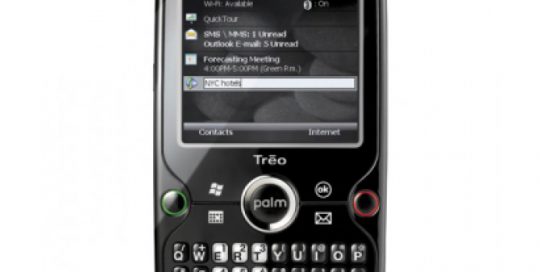 Wi-Fi: Available : On
QuickTour
SMS \ MMS: 1 Unread
Outlook E-mail: 5 Unread
Forecasting Meeting
4:00PM-5:00PM (Green P.m.)
NYC hotels
Contacts Internet
Trēo
ok
palm
Q W E R T Y U I O P